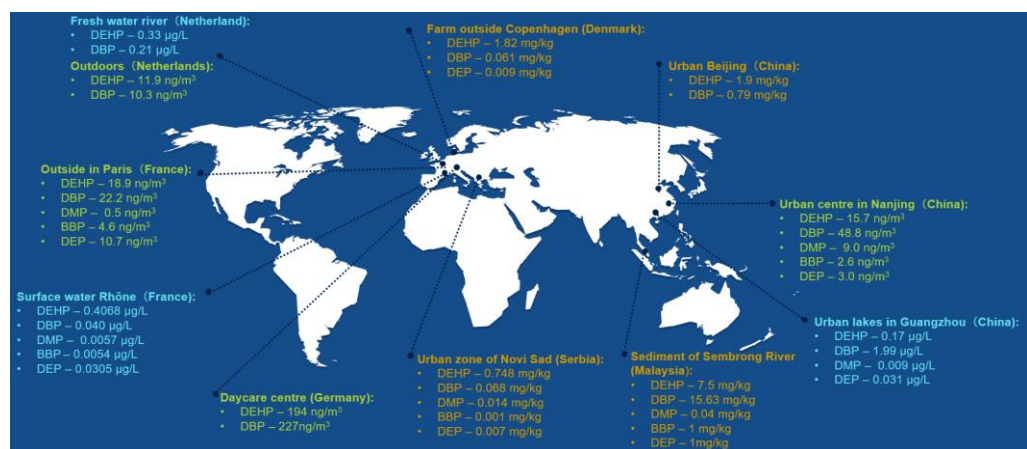 Fresh water river（Netherland):
• DEHP – 0.33 µg/L
• DBP – 0.21 µg/L
Outdoors（Netherlands):
• DEHP – 11.9 ng/m³
• DBP – 10.3 ng/m³
Farm outside Copenhagen (Denmark):
• DEHP – 1.82 mg/kg
• DBP – 0.061 mg/kg
• DEP – 0.009 mg/kg
Urban Beijing（China):
• DEHP – 1.9 mg/kg
• DBP – 0.79 mg/kg
Outside in Paris（France):
• DEHP – 18.9 ng/m³
• DBP – 22.2 ng/m³
• DMP – 0.5 ng/m³
• BBP – 4.6 ng/m³
• DEP – 10.7 ng/m³
Urban centre in Nanjing（China):
• DEHP – 15.7 ng/m³
• DBP – 48.8 ng/m³
• DMP – 9.0 ng/m³
• BBP – 2.6 ng/m³
• DEP – 3.0 ng/m³
Surface water Rhône（France):
• DEHP – 0.4068 µg/L
• DBP – 0.040 µg/L
• DMP – 0.0057 µg/L
• BBP – 0.0054 µg/L
• DEP – 0.0305 µg/L
Urban lakes in Guangzhou（China):
• DEHP – 0.17 µg/L
• DBP – 1.99 µg/L
• DMP – 0.009 µg/L
• DEP – 0.031 µg/L
Daycare centre (Germany):
• DEHP – 194 ng/m³
• DBP – 227ng/m³
Urban zone of Novi Sad (Serbia):
• DEHP – 0.748 mg/kg
• DBP – 0.068 mg/kg
• DMP – 0.014 mg/kg
• BBP – 0.001 mg/kg
• DEP – 0.007 mg/kg
Sediment of Sembrong River
(Malaysia):
• DEHP – 7.5 mg/kg
• DBP – 15.63 mg/kg
• DMP – 0.04 mg/kg
• BBP – 1 mg/kg
• DEP – 1mg/kg